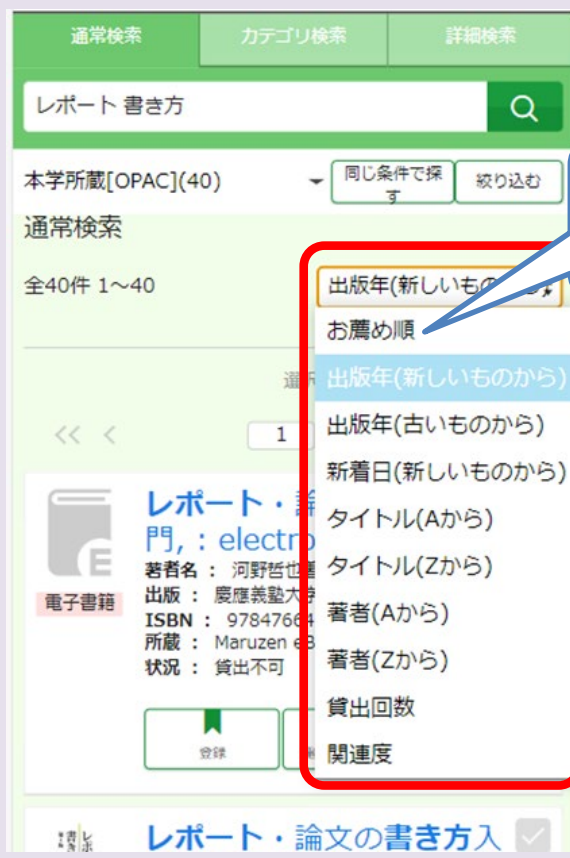 通常検索
カテゴリ検索
詳細検索
レポート 書き方
本学所蔵[OPAC](40)
同じ条件で探
す
絞り込む
通常検索
全40件 1～40
出版年(新しいも
お薦め順
出版年(新しいものから)
出版年(古いものから)
新着日(新しいものから)
タイトル(Aから)
タイトル(Zから)
著者(Aから)
著者(Zから)
貸出回数
関連度
<< <
1
レポート・
門, : electro
著者名 : 河野哲也
出版 : 慶應義塾大
ISBN : 97847664
所蔵 : Maruzen eB
状況 : 貸出不可
E
電子書籍
登録
レポート・論文の書き方入